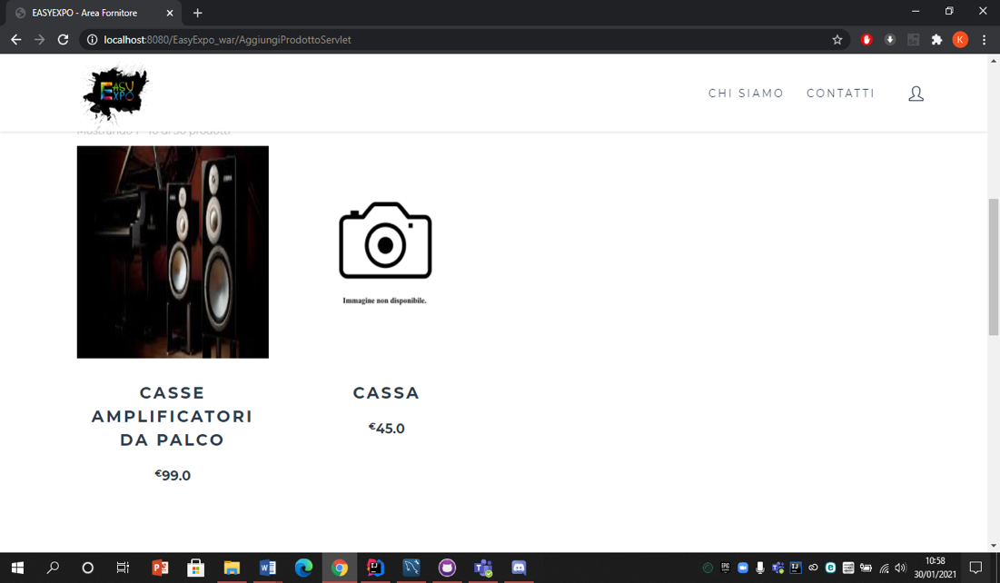 EASYEXPO - Area Fornitore
localhost:8080/EasyExpo_war/AggiungiProdottoServlet
K
EASY
EXPO
CHI SIAMO
CONTATTI
Immagine non disponibile.
CASSE
AMPLIFICATORI
DA PALCO
€99.0
CASSA
€45.0
10:58
30/01/2021